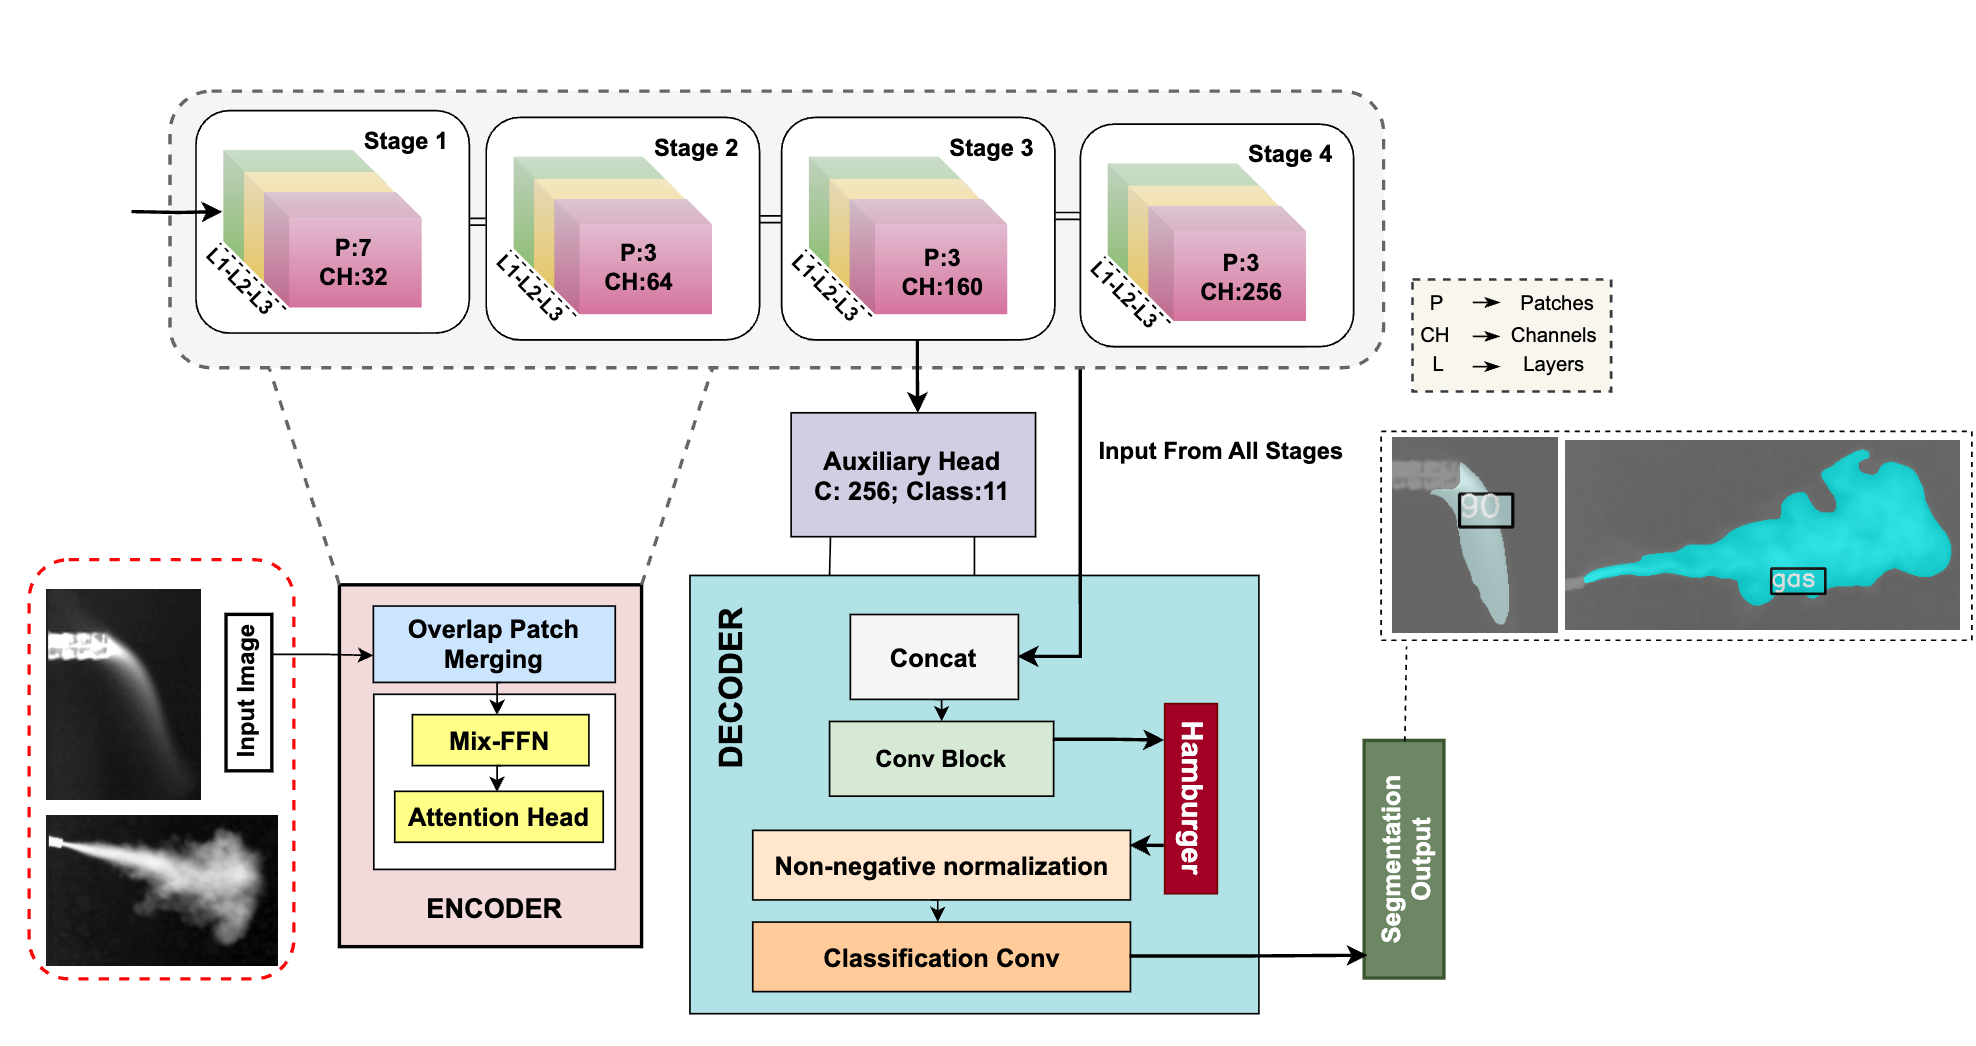 Stage 1
Stage 2
Stage 3
Stage 4
P:7
CH:32
L1-L2-L3
P:3
CH:64
L1-L2-L3
P:3
CH:160
L1-L2-L3
P:3
CH:256
L1-L2-L3
P → Patches
CH → Channels
L → Layers
Auxiliary Head
C: 256; Class:11
Input From All Stages
90
gas
Input Image
Overlap Patch
Merging
Mix-FFN
Attention Head
ENCODER
DECODER
Concat
Conv Block
Hamburger
Non-negative normalization
Classification Conv
Segmentation
Output